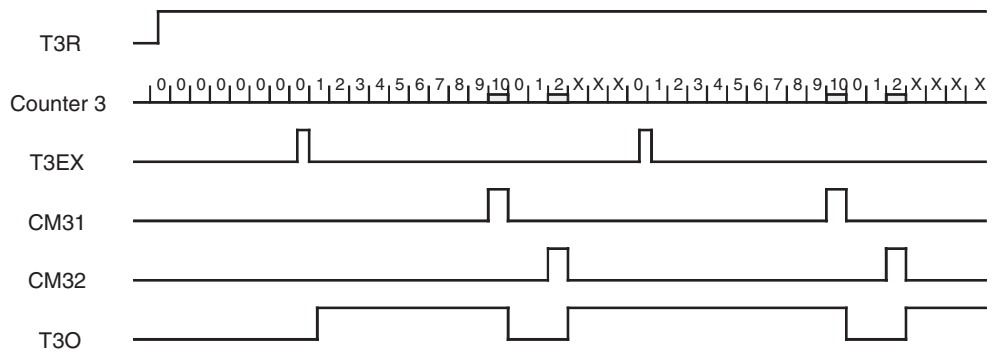 T3R
Counter 3 0 0 0 0 0 0 0 0 1 2 3 4 5 6 7 8 9 10 0 1 2 X X X 0 1 2 3 4 5 6 7 8 9 10 0 1 2 X X X X
T3EX
CM31
CM32
T3O